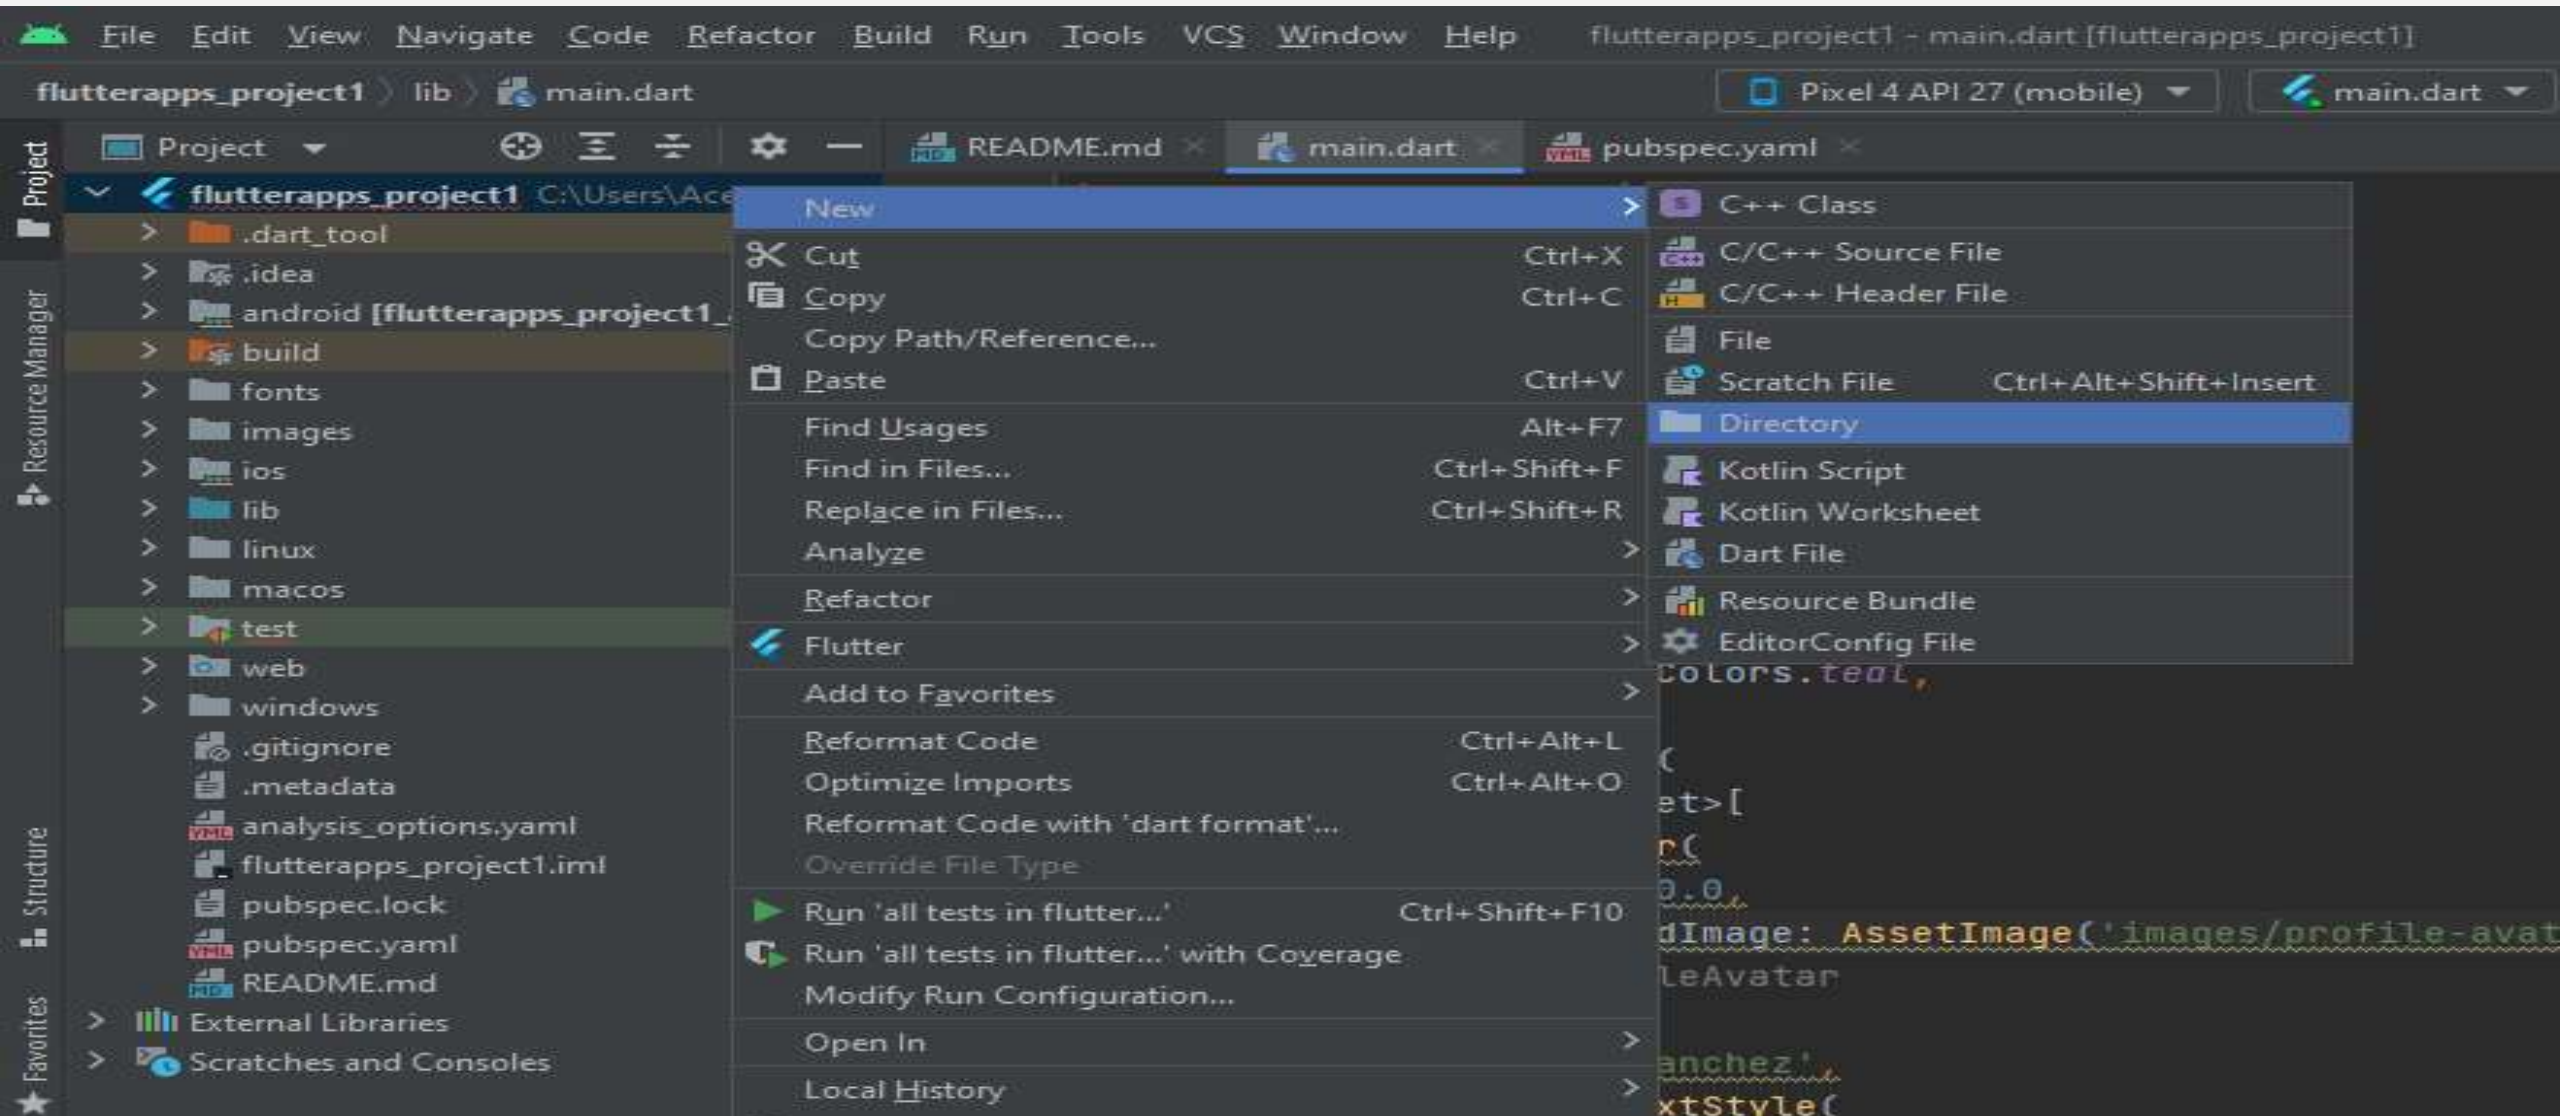 File Edit View Navigate Code Refactor Build Run Tools VCS Window Help flutterapps_project1 - main.dart [flutterapps_project1]
flutterapps_project1 lib main.dart Pixel 4 API 27 (mobile) main.dart
Project README.md main.dart pubspec.yaml
Project
Resource Manager
Structure
Favorites
flutterapps_project1 C:\Users\Ace
.dart_tool
.idea
android [flutterapps_project1_
build
fonts
images
ios
lib
linux
macos
test
web
windows
.gitignore
.metadata
analysis_options.yaml
flutterapps_project1.iml
pubspec.lock
pubspec.yaml
README.md
External Libraries
Scratches and Consoles
New
Cut Ctrl+X
Copy Ctrl+C
Copy Path/Reference...
Paste Ctrl+V
Find Usages Alt+F7
Find in Files... Ctrl+Shift+F
Replace in Files... Ctrl+Shift+R
Analyze
Refactor
Flutter
Add to Favorites
Reformat Code Ctrl+Alt+L
Optimize Imports Ctrl+Alt+O
Reformat Code with 'dart format'...
Override File Type
Run 'all tests in flutter...' Ctrl+Shift+F10
Run 'all tests in flutter...' with Coverage
Modify Run Configuration...
Open In
Local History
C++ Class
C/C++ Source File
C/C++ Header File
File
Scratch File Ctrl+Alt+Shift+Insert
Directory
Kotlin Script
Kotlin Worksheet
Dart File
Resource Bundle
EditorConfig File
Colors.teal,
(
et>[
r(
0.0,
dImage: AssetImage('images/profile-avat
leAvatar
anchez',
xtStyle(